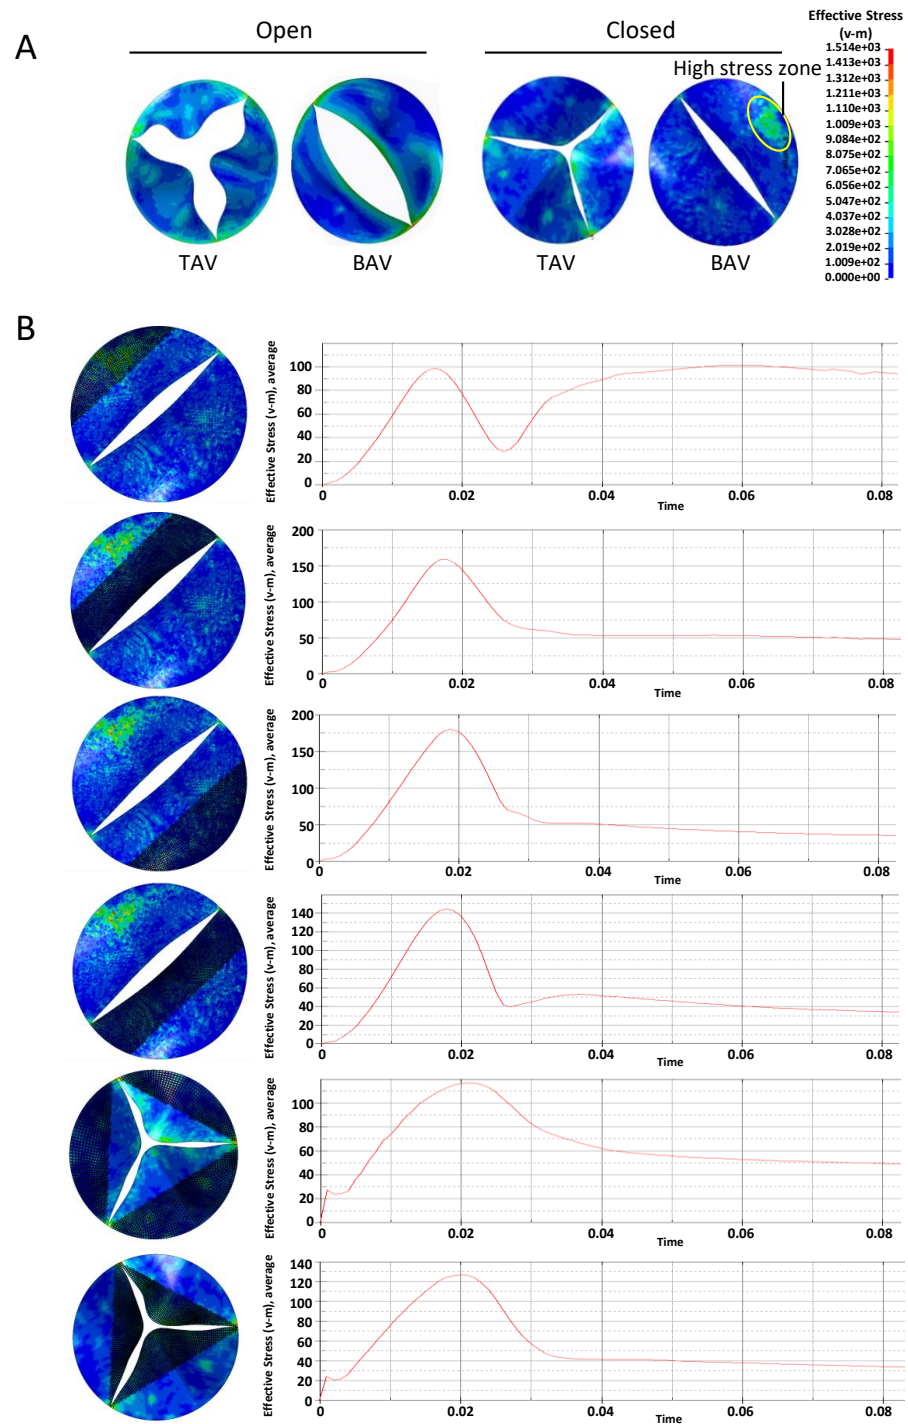 A
Open
Closed
Effective Stress
(v-m)
High stress zone
1.514e+03
1.413e+03
1.312e+03
1.211e+03
1.110e+03
1.009e+03
9.084e+02
8.075e+02
7.065e+02
6.056e+02
5.047e+02
4.037e+02
3.028e+02
2.019e+02
1.009e+02
0.000e+00
TAV
BAV
TAV
BAV
B
Effective Stress (v-m), average
100
80
60
40
20
0
0 0.02 0.04 0.06 0.08
Time
Effective Stress (v-m), average
200
150
100
50
0
0 0.02 0.04 0.06 0.08
Time
Effective Stress (v-m), average
200
150
100
50
0
0 0.02 0.04 0.06 0.08
Time
Effective Stress (v-m), average
140
120
100
80
60
40
20
0
0 0.02 0.04 0.06 0.08
Time
Effective Stress (v-m), average
100
80
60
40
20
0
0 0.02 0.04 0.06 0.08
Time
Effective Stress (v-m), average
140
120
100
80
60
40
20
0
0 0.02 0.04 0.06 0.08
Time